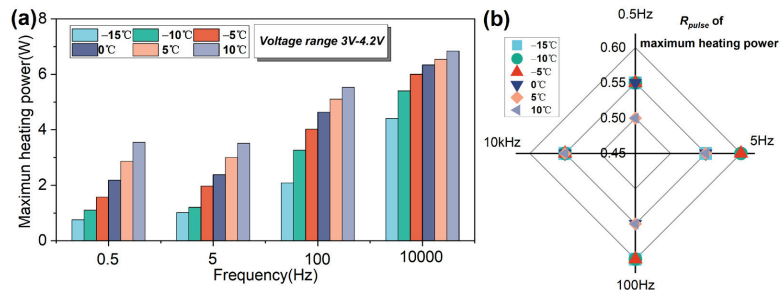 (a)
−15℃ −10℃ −5℃
0℃ 5℃ 10℃
Voltage range 3V-4.2V
Maximun heating power(W)
8
6
4
2
0
0.5 5 100 10000
Frequency(Hz)
(b)
0.5Hz
R_pulse of
maximum heating power
−15℃
−10℃
−5℃
0℃
5℃
10℃
0.60
0.55
0.50
0.45
10kHz
5Hz
100Hz